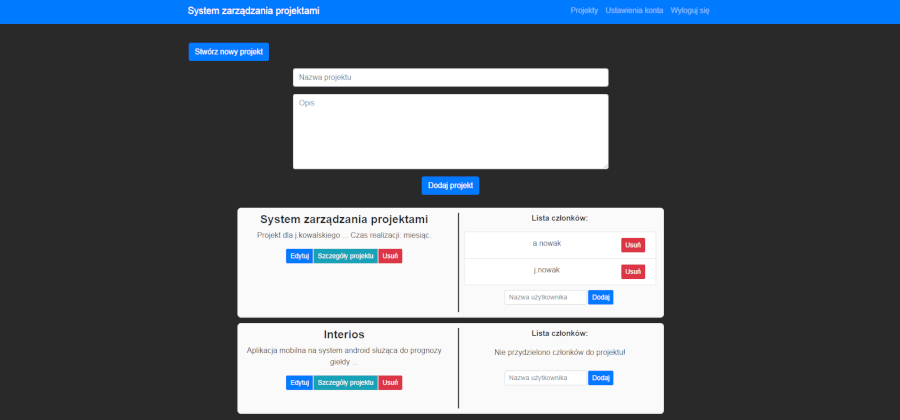 System zarządzania projektami
Projekty Ustawienia konta Wyloguj się
Stwórz nowy projekt
Nazwa projektu
Opis
Dodaj projekt
System zarządzania projektami
Projekt dla j.kowalskiego ... Czas realizacji: miesiąc.
Edytuj Szczegóły projektu Usuń
Lista członków:
a.nowak Usuń
j.nowak Usuń
Nazwa użytkownika Dodaj
Interios
Aplikacja mobilna na system android służąca do prognozy
giełdy ...
Edytuj Szczegóły projektu Usuń
Lista członków:
Nie przydzielono członków do projektu!
Nazwa użytkownika Dodaj